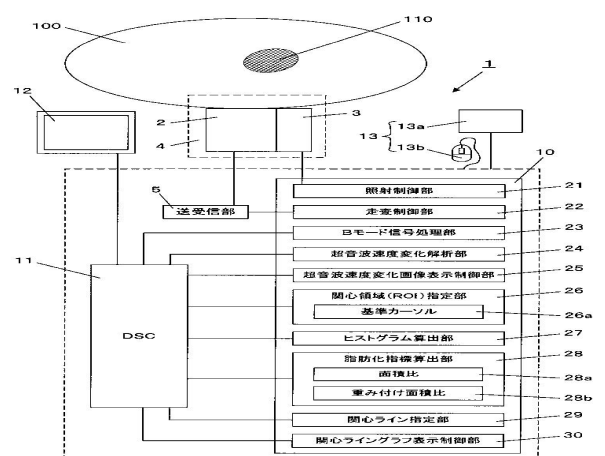 100
110
1
12
2
3
4
13
13a
13b
10
照射制御部
21
5
送受信部
走査制御部
22
Bモード信号処理部
23
11
超音波速度変化解析部
24
超音波速度変化画像表示制御部
25
関心領域(ROI)指定部
26
基準カーソル
26a
DSC
ヒストグラム算出部
27
脂肪化指標算出部
28
面積比
28a
重み付け面積比
28b
関心ライン指定部
29
関心ライングラフ表示制御部
30